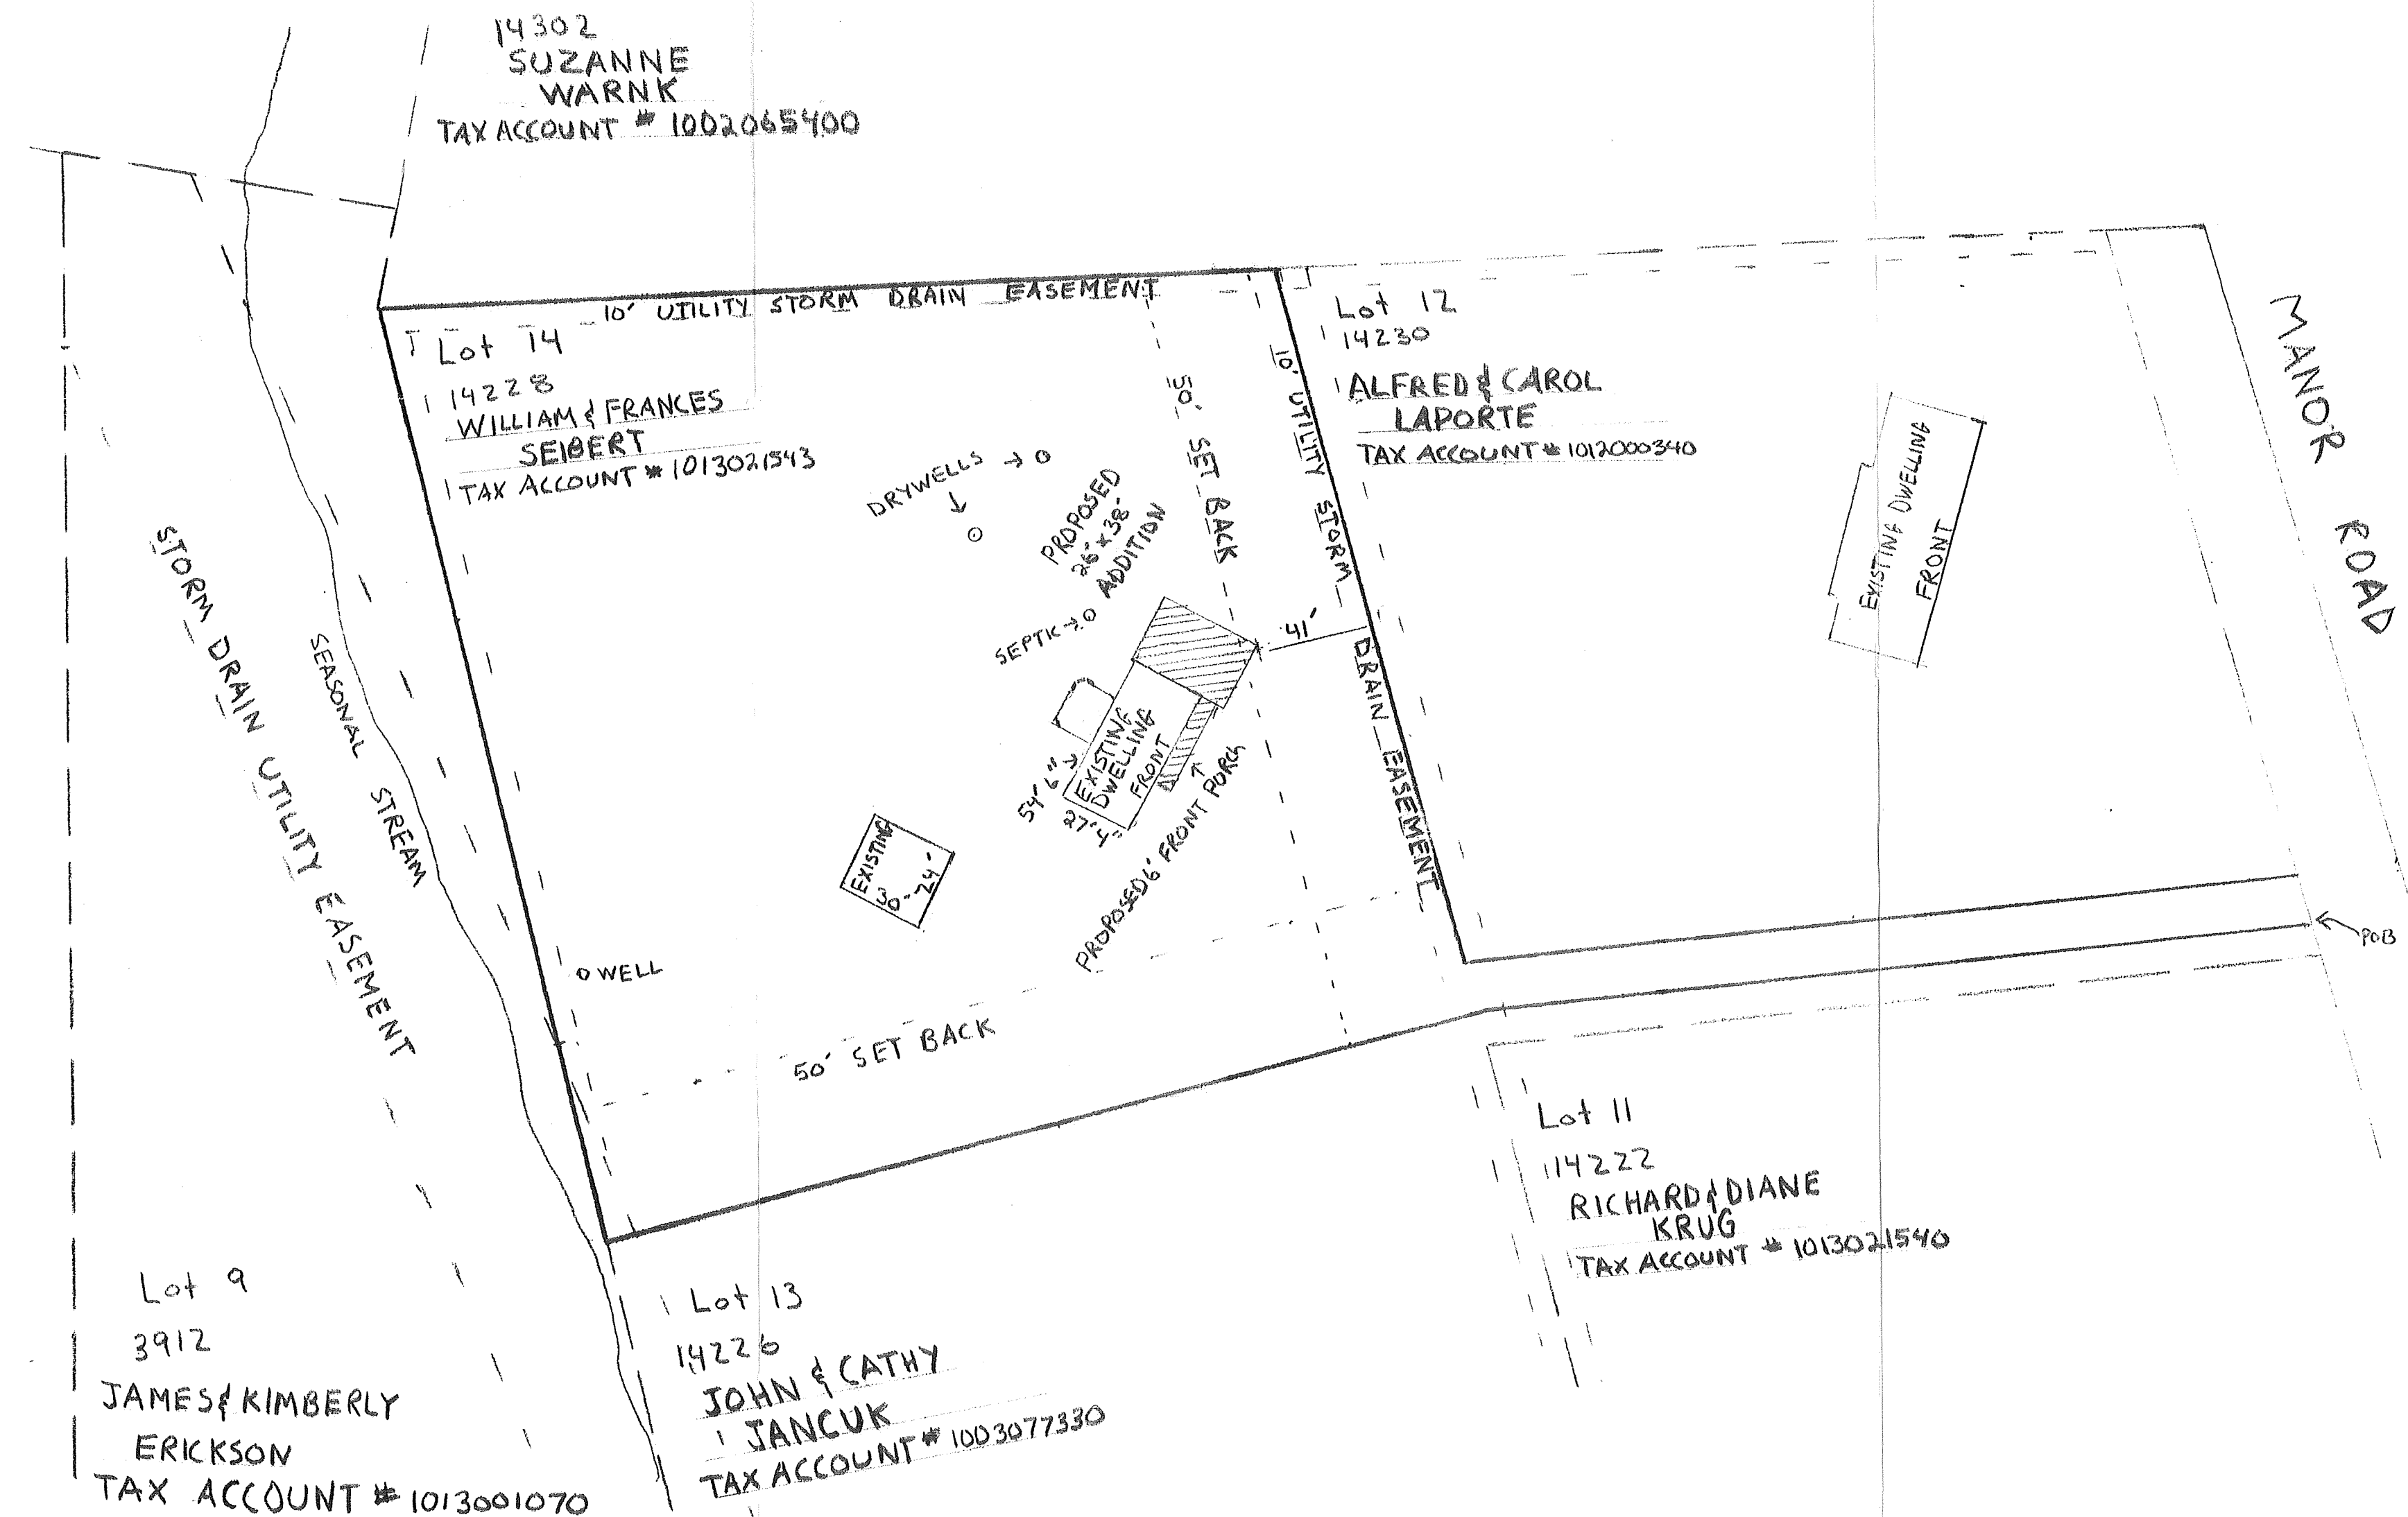 14302
SUZANNE
WARNK
TAX ACCOUNT # 1002065400
10' UTILITY STORM DRAIN EASEMENT
Lot 14
14228
WILLIAM & FRANCES
SEIBERT
TAX ACCOUNT # 1013021543
Lot 12
14230
ALFRED & CAROL
LAPORTE
TAX ACCOUNT # 1012000340
MANOR ROAD
EXISTING DWELLING
FRONT
10' UTILITY STORM DRAIN EASEMENT
50' SET BACK
DRYWELLS →
PROPOSED
26' X 38'
ADDITION
SEPTIC →
41'
EXISTING
DWELLING
FRONT
54' 6"
27' 4"
PROPOSED 6' FRONT PORCH
EXISTING
30' 24'
WELL
50' SET BACK
STORM DRAIN UTILITY EASEMENT
SEASONAL STREAM
POB
Lot 11
14222
RICHARD & DIANE
KRUG
TAX ACCOUNT # 1013021540
Lot 9
3912
JAMES & KIMBERLY
ERICKSON
TAX ACCOUNT # 1013001070
Lot 13
14226
JOHN & CATHY
JANCUK
TAX ACCOUNT # 1003077330